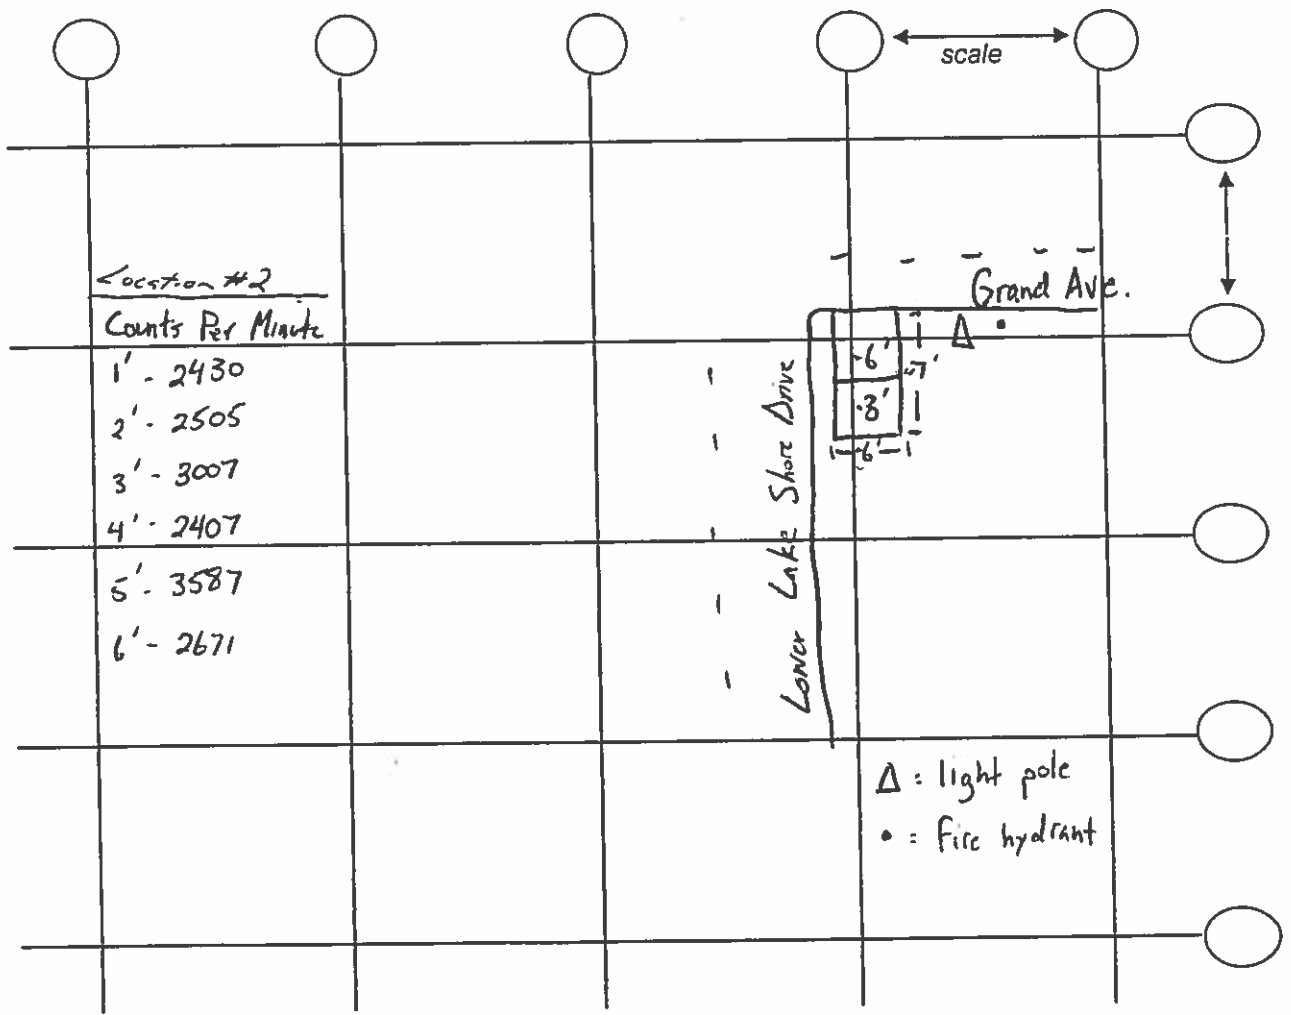 scale
Location #2
Counts Per Minute
1' - 2430
2' - 2505
3' - 3007
4' - 2407
5' - 3587
6' - 2671
Grand Ave.
6'
7'
3'
6'
Lower Lake Shore Drive
Δ = light pole
• = fire hydrant